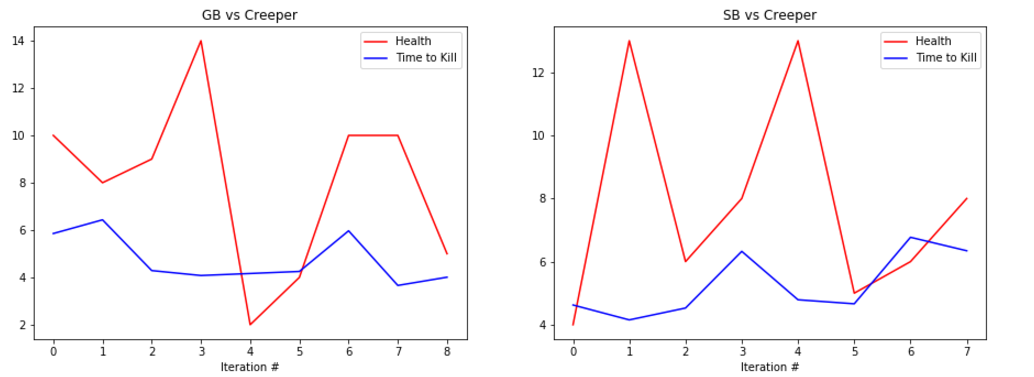 GB vs Creeper
Health
Time to Kill
14
12
10
8
6
4
2
0 1 2 3 4 5 6 7 8
Iteration #
SB vs Creeper
Health
Time to Kill
12
10
8
6
4
0 1 2 3 4 5 6 7
Iteration #